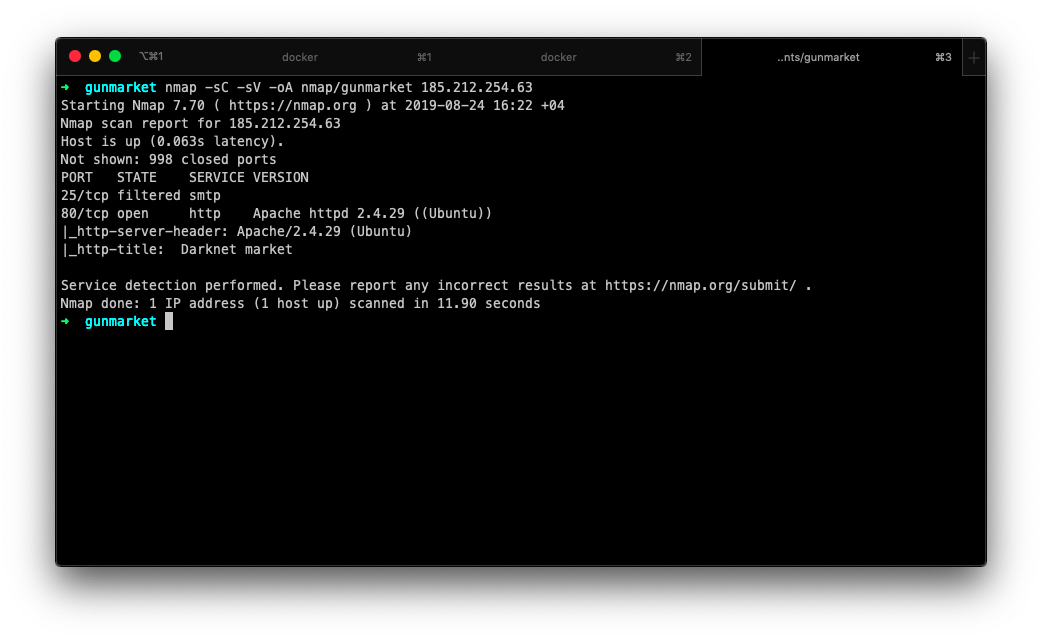 ⌥⌘1 docker ⌘1 docker ⌘2 ..nts/gunmarket ⌘3 +
➜ gunmarket nmap -sC -sV -oA nmap/gunmarket 185.212.254.63
Starting Nmap 7.70 ( https://nmap.org ) at 2019-08-24 16:22 +04
Nmap scan report for 185.212.254.63
Host is up (0.063s latency).
Not shown: 998 closed ports
PORT   STATE    SERVICE VERSION
25/tcp filtered smtp
80/tcp open     http    Apache httpd 2.4.29 ((Ubuntu))
|_http-server-header: Apache/2.4.29 (Ubuntu)
|_http-title:  Darknet market
Service detection performed. Please report any incorrect results at https://nmap.org/submit/ .
Nmap done: 1 IP address (1 host up) scanned in 11.90 seconds
➜ gunmarket